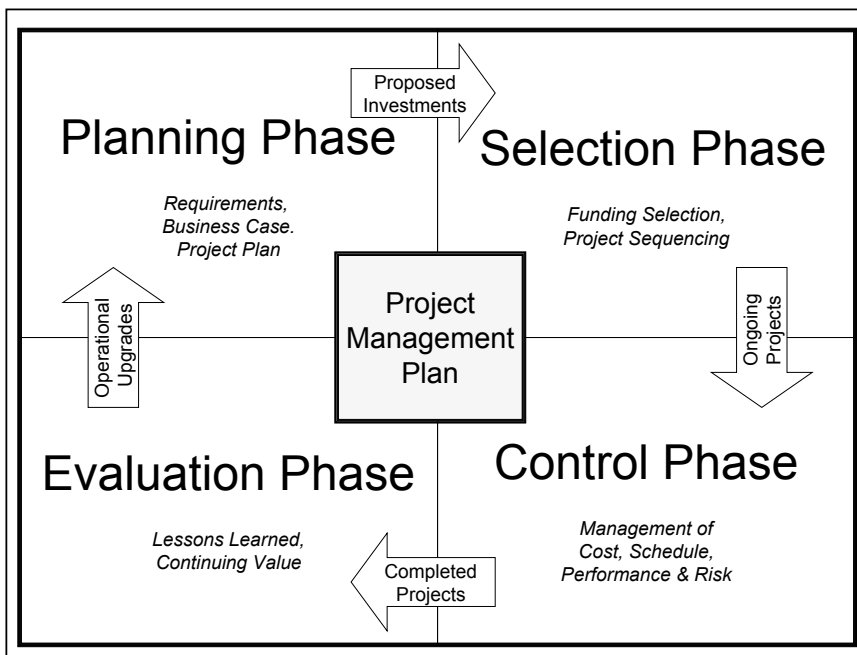 Proposed
Investments
Planning Phase
Selection Phase
Requirements,
Business Case.
Project Plan
Funding Selection,
Project Sequencing
Project
Management
Plan
Operational
Upgrades
Ongoing
Projects
Evaluation Phase
Control Phase
Lessons Learned,
Continuing Value
Management of
Cost, Schedule,
Performance & Risk
Completed
Projects